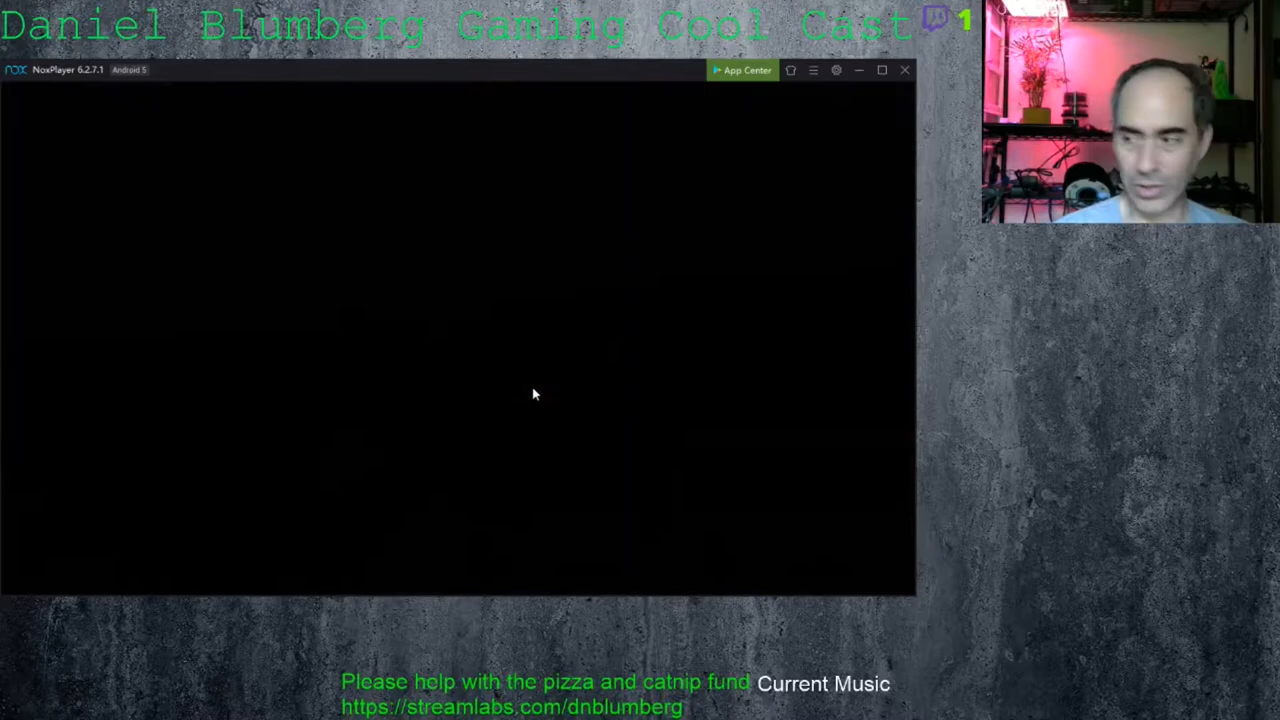 Daniel Blumberg Gaming Cool Cast 1
nox NoxPlayer 6.2.7.1 Android 5 App Center
Please help with the pizza and catnip fund Current Music
https://streamlabs.com/dnblumberg